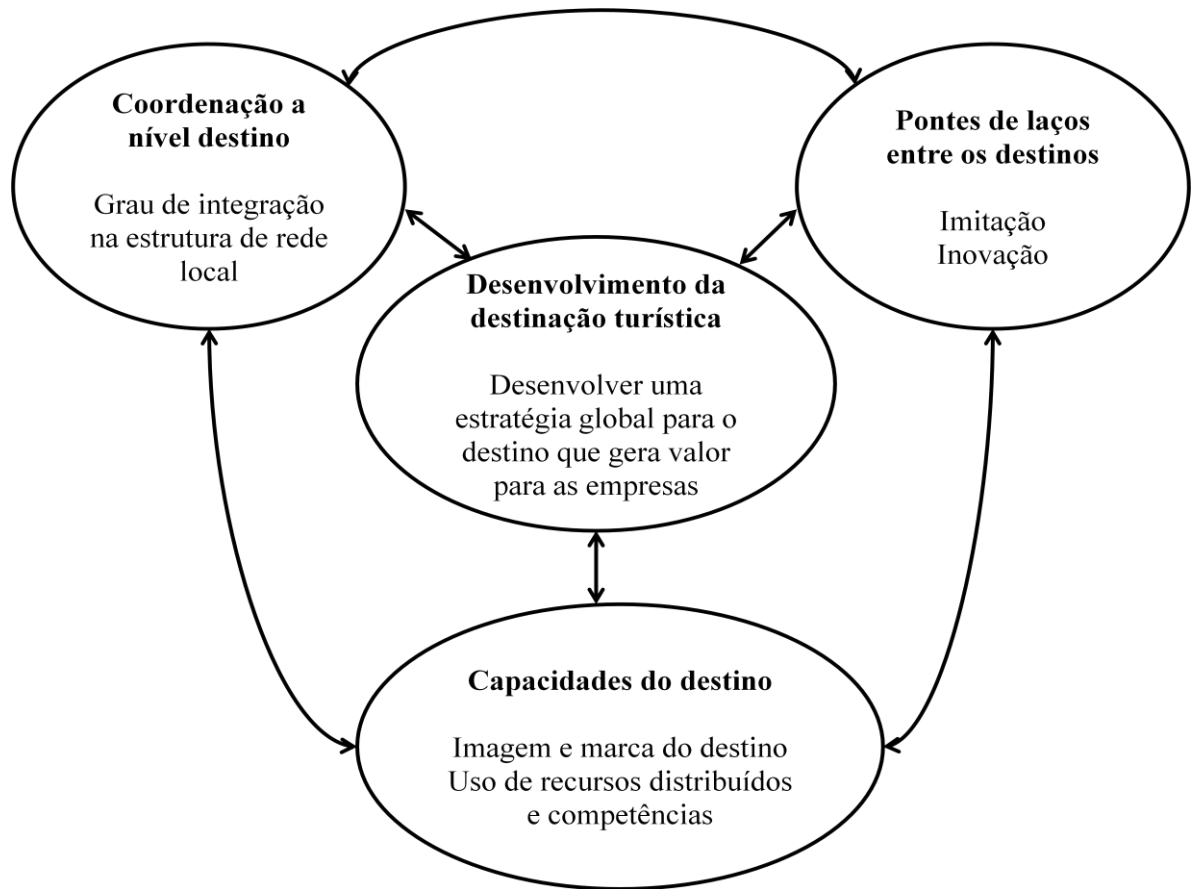 Coordenação a
nível destino
Grau de integração
na estrutura de rede
local
Pontes de laços
entre os destinos
Imitação
Inovação
Desenvolvimento da
destinação turística
Desenvolver uma
estratégia global para o
destino que gera valor
para as empresas
Capacidades do destino
Imagem e marca do destino
Uso de recursos distribuídos
e competências